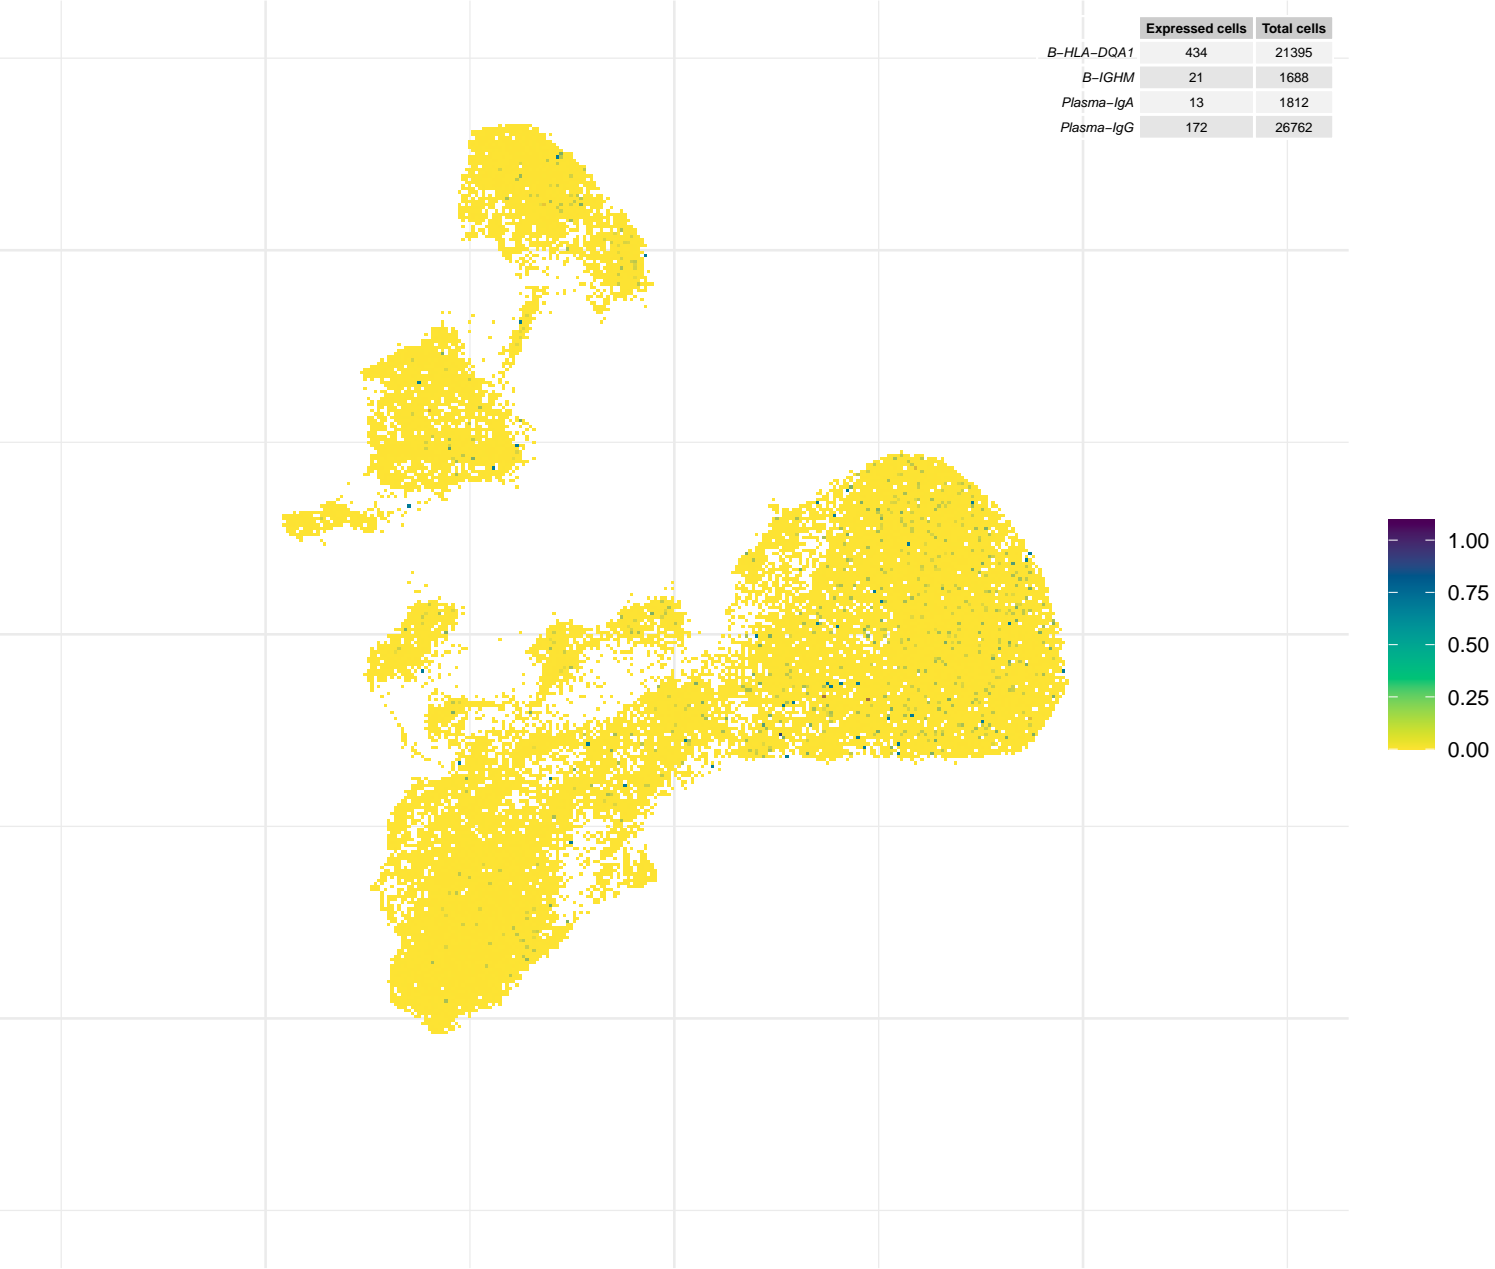 Expressed cells Total cells
B−HLA−DQA1 434 21395
B−IGHM 21 1688
Plasma−IgA 13 1812
Plasma−IgG 172 26762
1.00
0.75
0.50
0.25
0.00